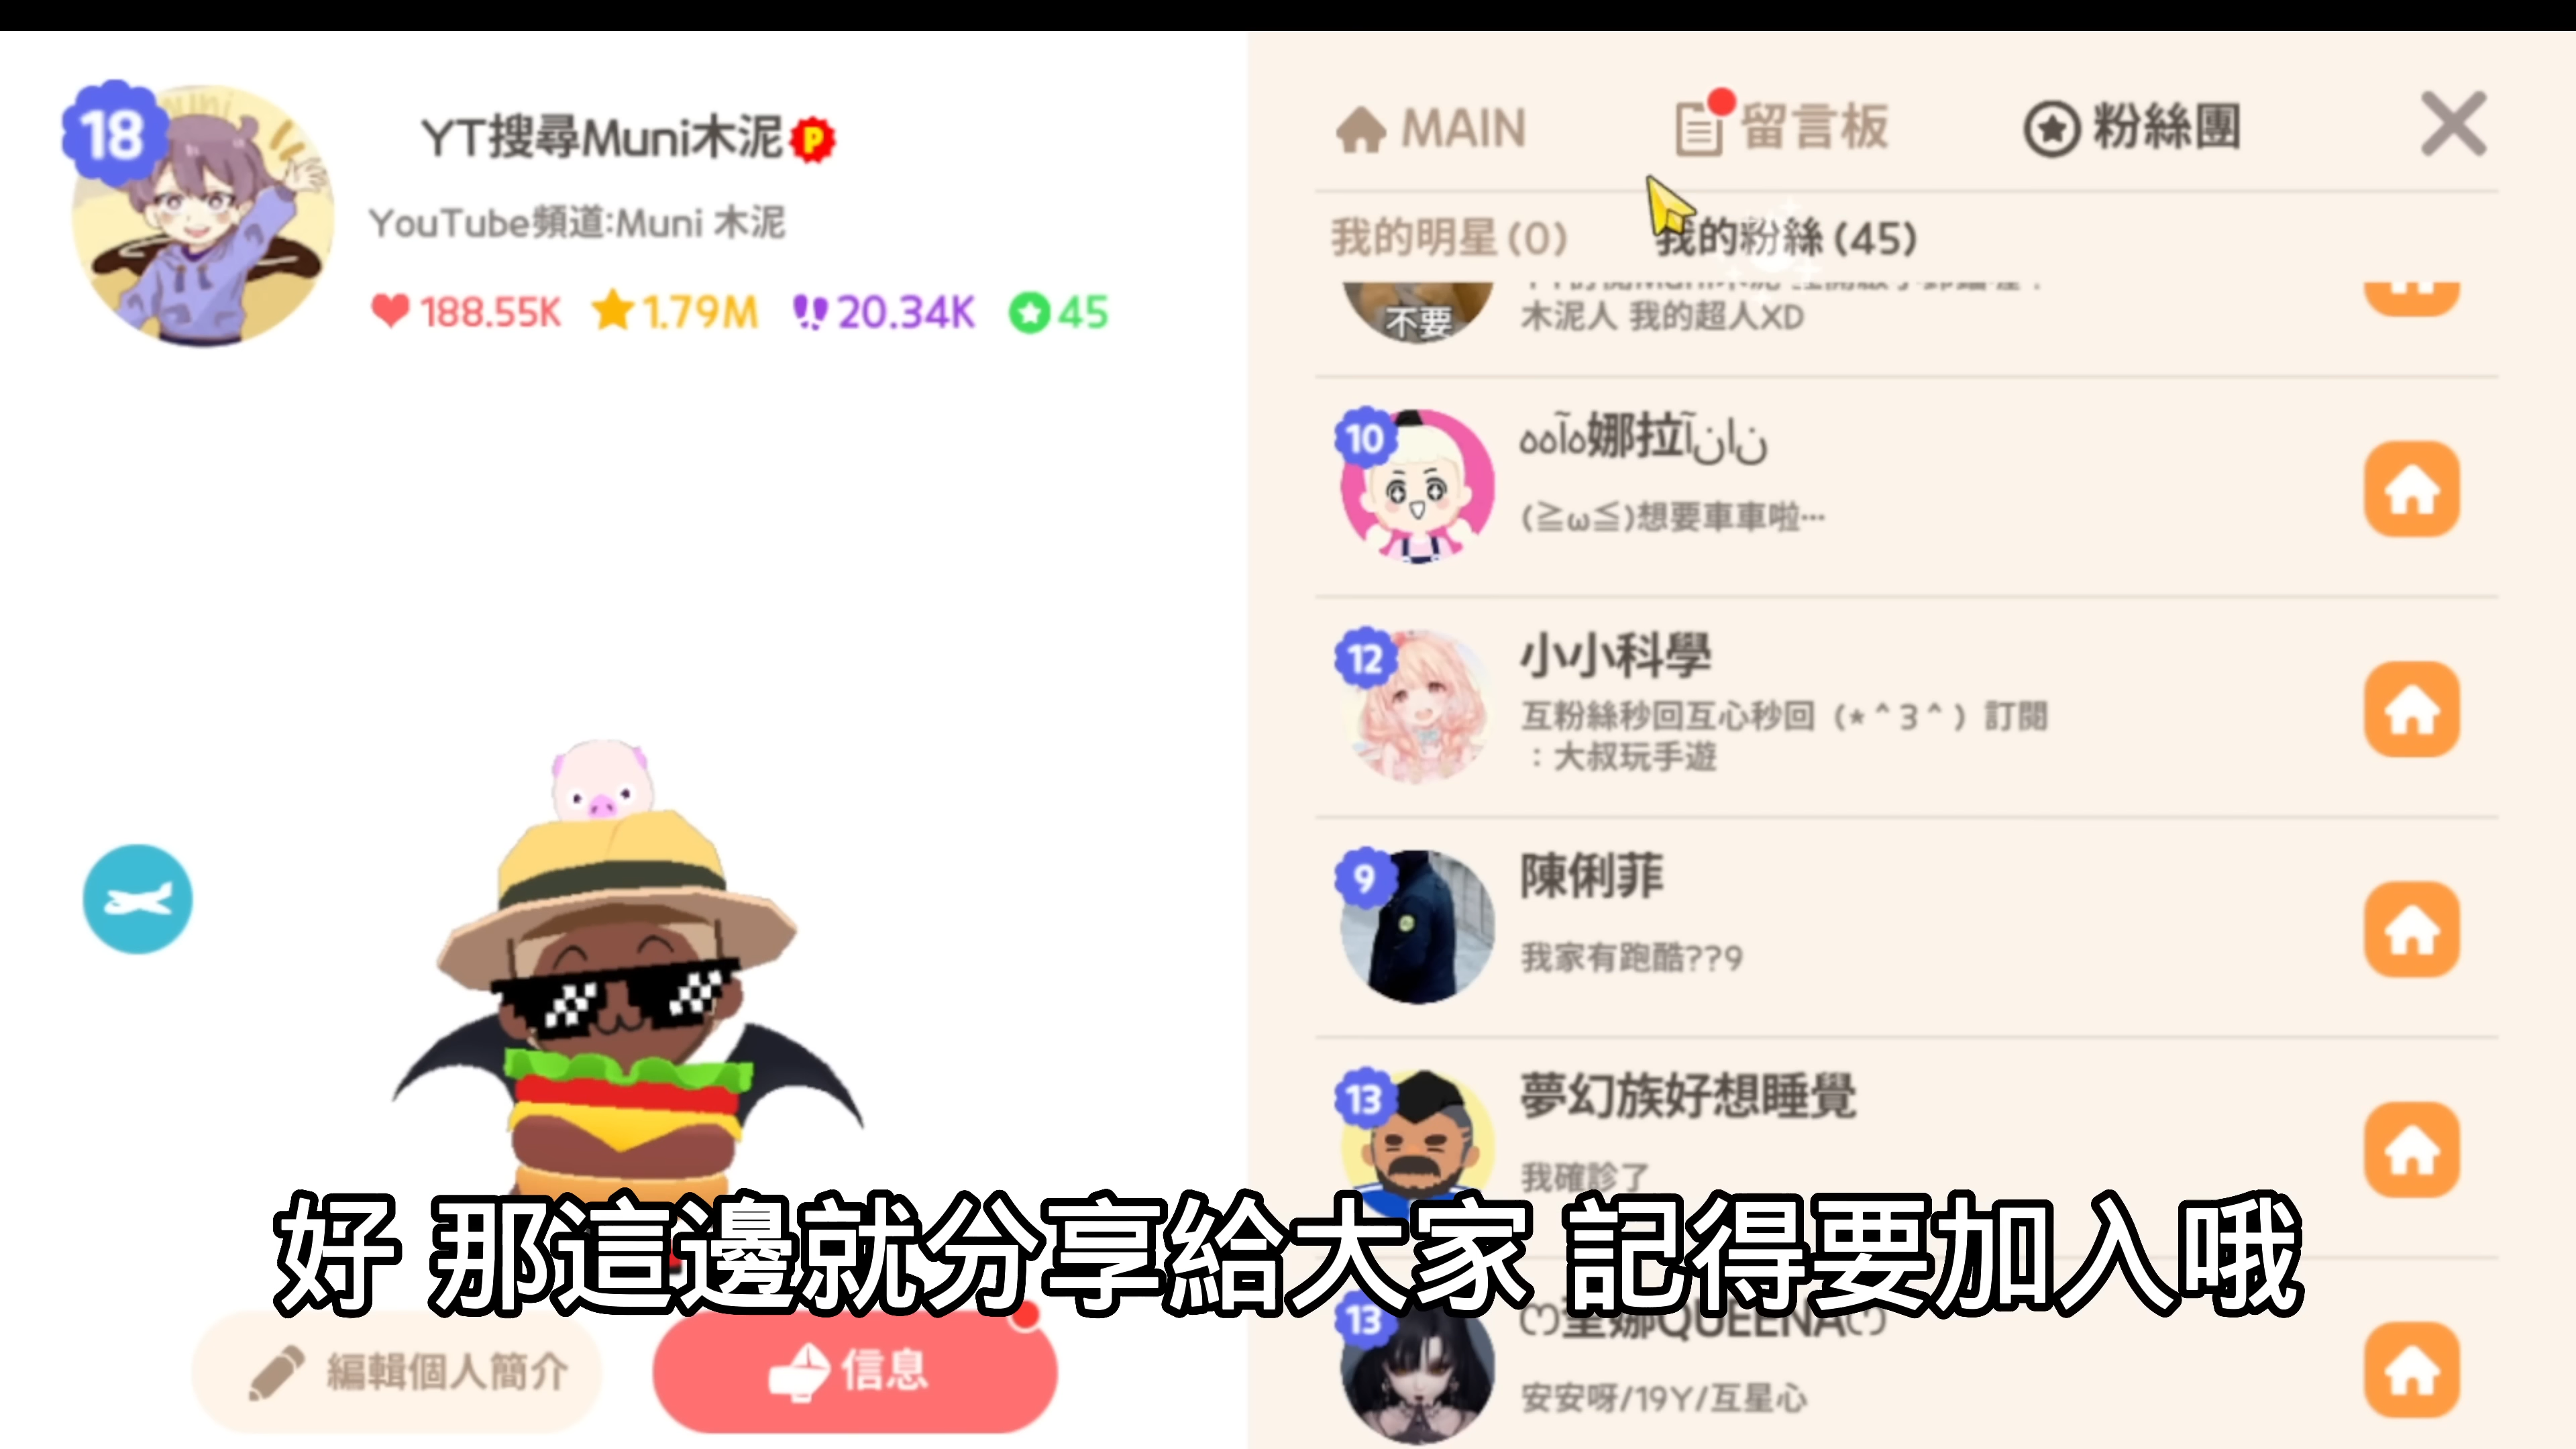 18
YT搜尋Muni木泥 P
YouTube頻道:Muni 木泥
188.55K 1.79M 20.34K 45
MAIN 留言板 粉絲團
我的明星(0) 我的粉絲(45)
不要
木泥人 我的超人XD
10
娜拉
(≧ω≦)想要車車啦…
12
小小科學
互粉絲秒回互心秒回（*＾3＾）訂閱
：大叔玩手遊
9
陳俐菲
我家有跑酷??9
13
夢幻族好想睡覺
我確診了
好 那這邊就分享給大家 記得要加入哦
13
QUEENA
安安呀/19Y/互星心
編輯個人簡介
信息